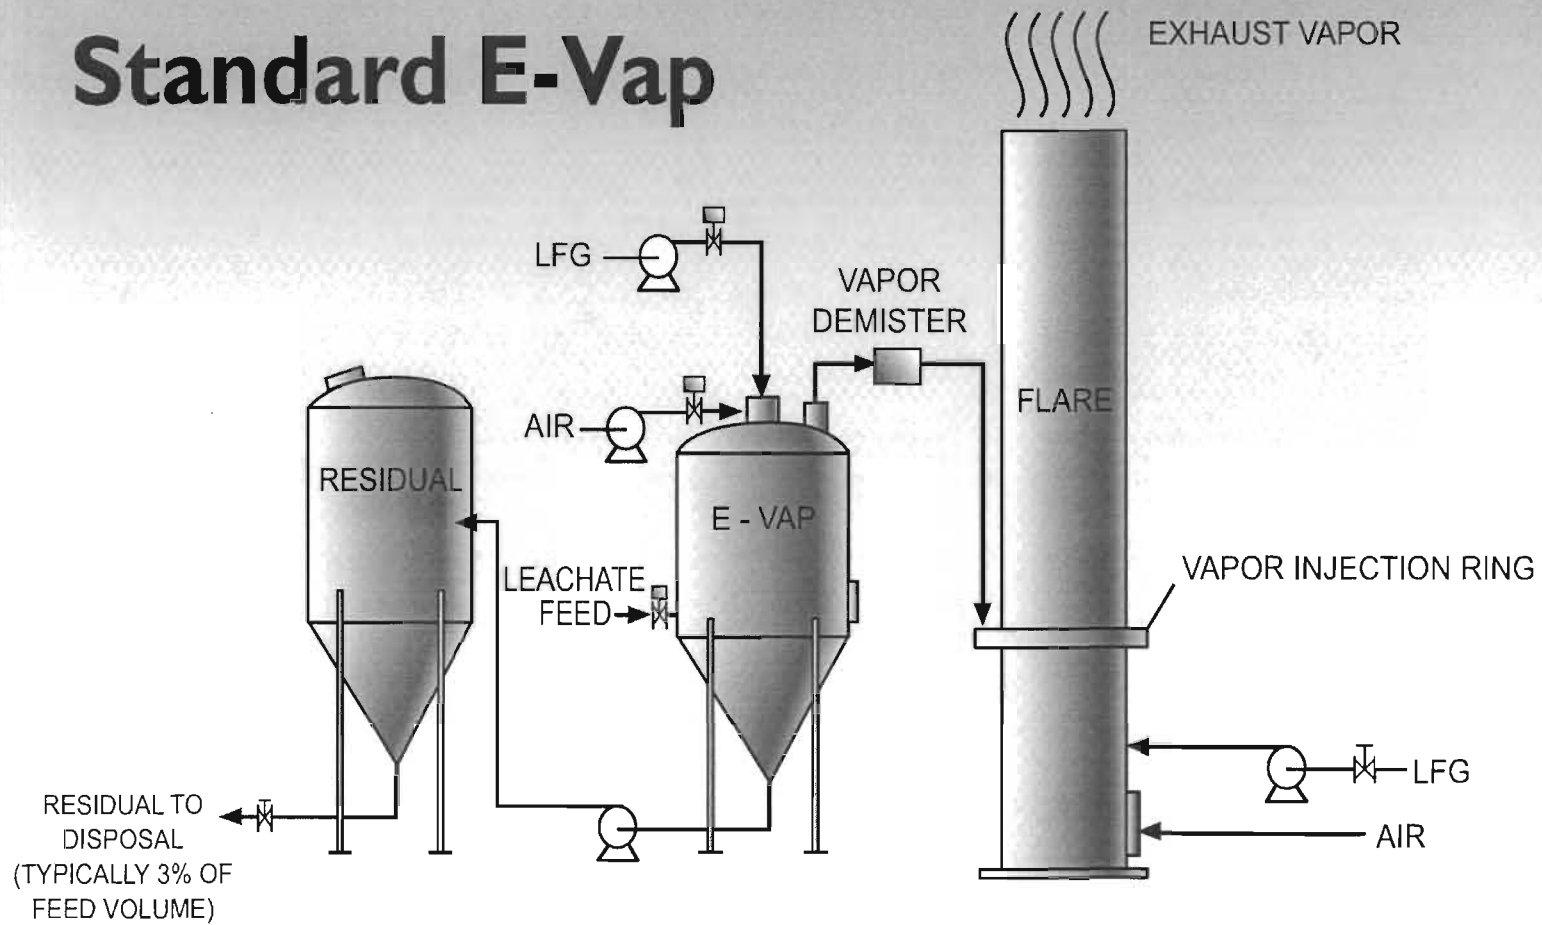 Standard E-Vap
EXHAUST VAPOR
LFG
VAPOR
DEMISTER
FLARE
AIR
RESIDUAL
E - VAP
LEACHATE
FEED
VAPOR INJECTION RING
LFG
AIR
RESIDUAL TO
DISPOSAL
(TYPICALLY 3% OF
FEED VOLUME)